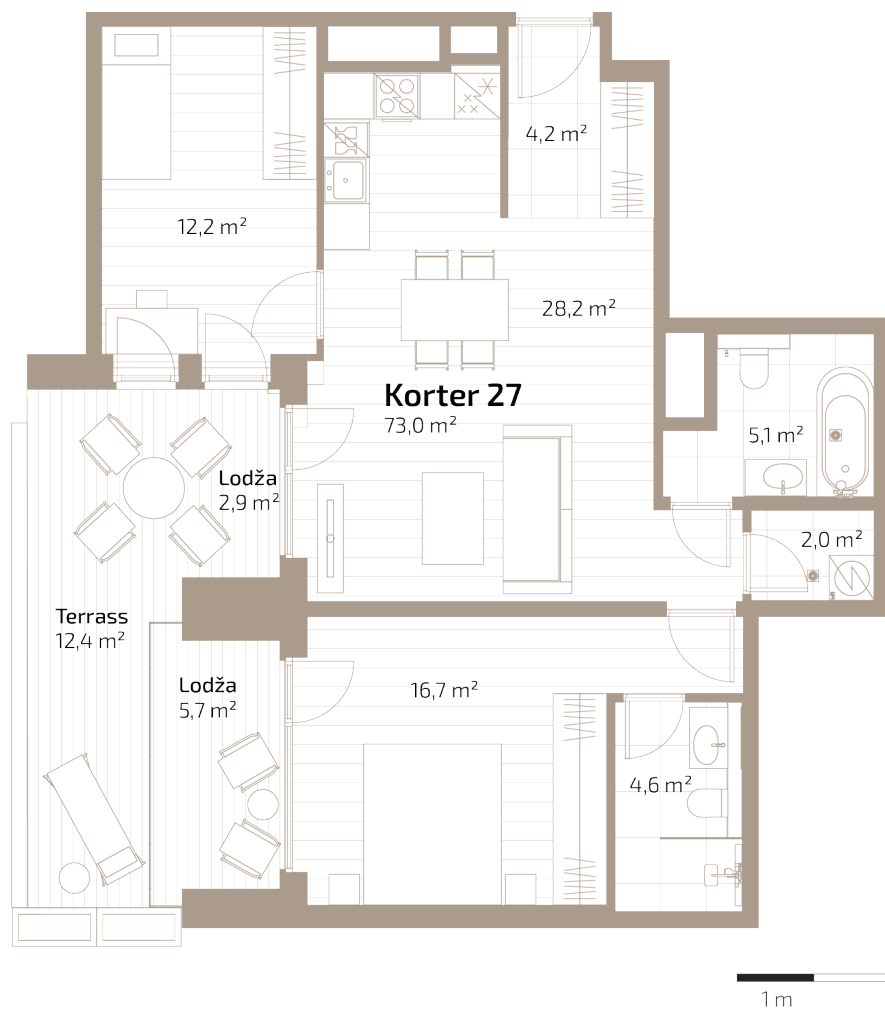 4,2 m²
12,2 m²
28,2 m²
Korter 27
73,0 m²
5,1 m²
Lodža
2,9 m²
2,0 m²
Terrass
12,4 m²
Lodža
5,7 m²
16,7 m²
4,6 m²
1 m